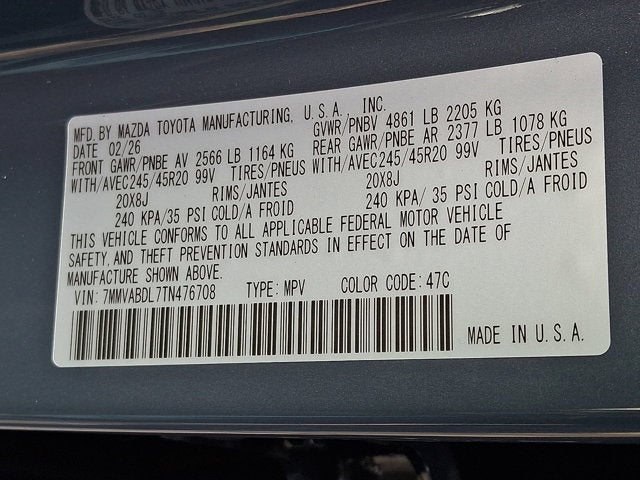 MFD. BY MAZDA TOYOTA MANUFACTURING, U.S.A., INC.
DATE 02/26 GVWR/PNBV 4861 LB 2205 KG
FRONT GAWR/PNBE AV 2566 LB 1164 KG REAR GAWR/PNBE AR 2377 LB 1078 KG
WITH/AVEC245/45R20 99V TIRES/PNEUS WITH/AVEC245/45R20 99V TIRES/PNEUS
20X8J RIMS/JANTES 20X8J RIMS/JANTES
240 KPA/ 35 PSI COLD/A FROID 240 KPA/ 35 PSI COLD/A FROID
THIS VEHICLE CONFORMS TO ALL APPLICABLE FEDERAL MOTOR VEHICLE
SAFETY, AND THEFT PREVENTION STANDARDS IN EFFECT ON THE DATE OF
MANUFACTURE SHOWN ABOVE.
VIN: 7MMVABDL7TN476708 TYPE: MPV COLOR CODE: 47C
MADE IN U.S.A.